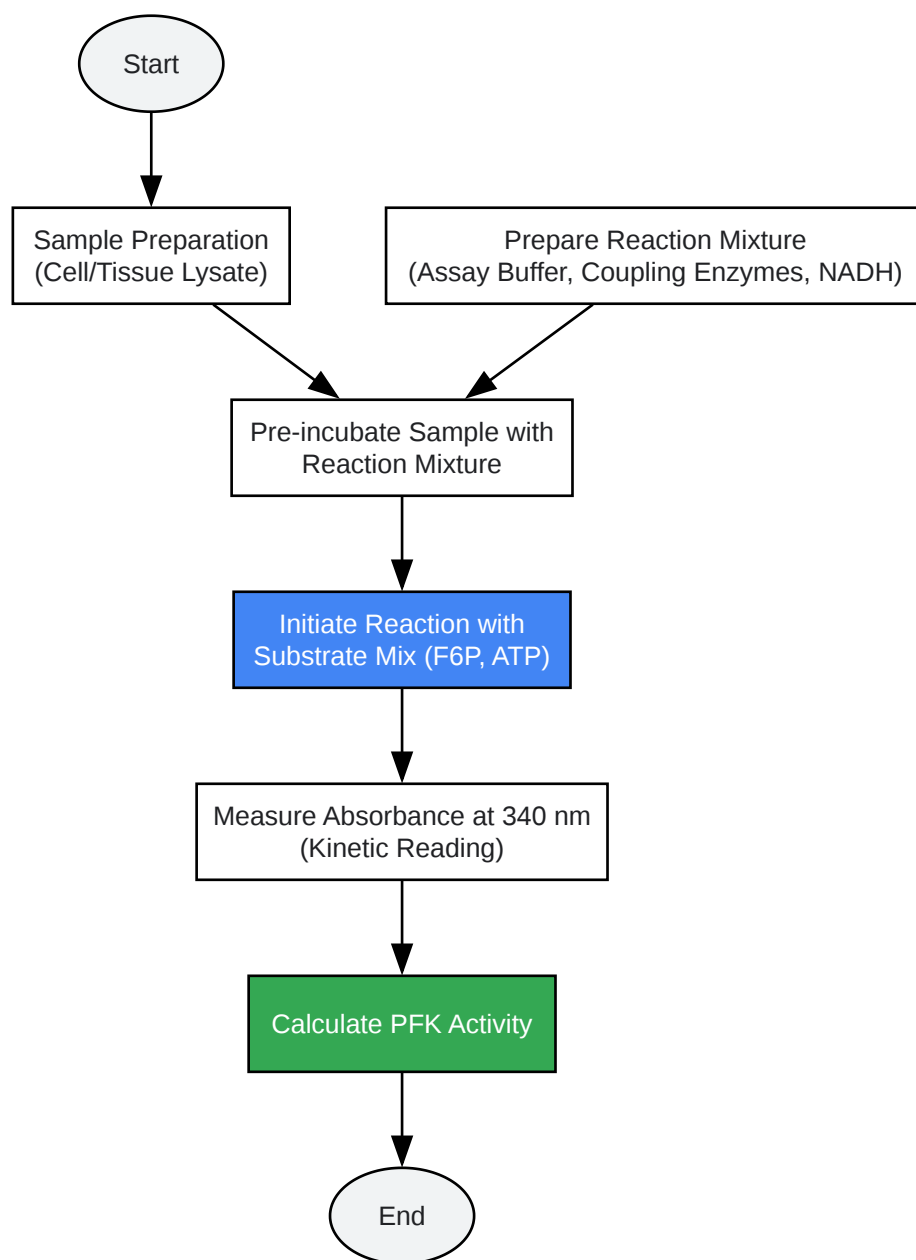 Start
Sample Preparation
(Cell/Tissue Lysate)
Prepare Reaction Mixture
(Assay Buffer, Coupling Enzymes, NADH)
Pre-incubate Sample with
Reaction Mixture
Initiate Reaction with
Substrate Mix (F6P, ATP)
Measure Absorbance at 340 nm
(Kinetic Reading)
Calculate PFK Activity
End